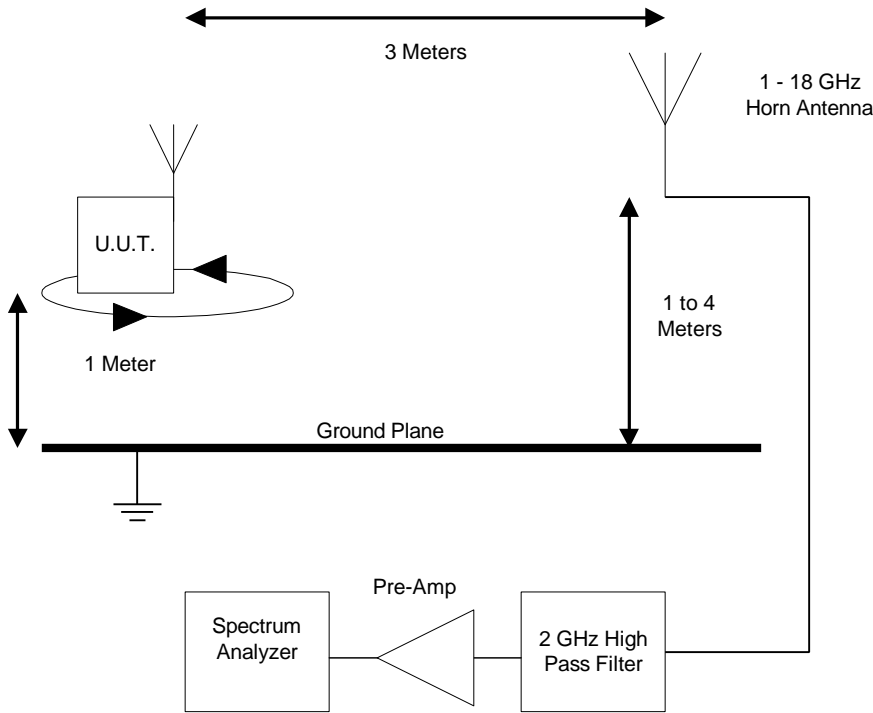 3 Meters
1 - 18 GHz
Horn Antenna
U.U.T.
1 to 4
Meters
1 Meter
Ground Plane
Pre-Amp
Spectrum
Analyzer
2 GHz High
Pass Filter